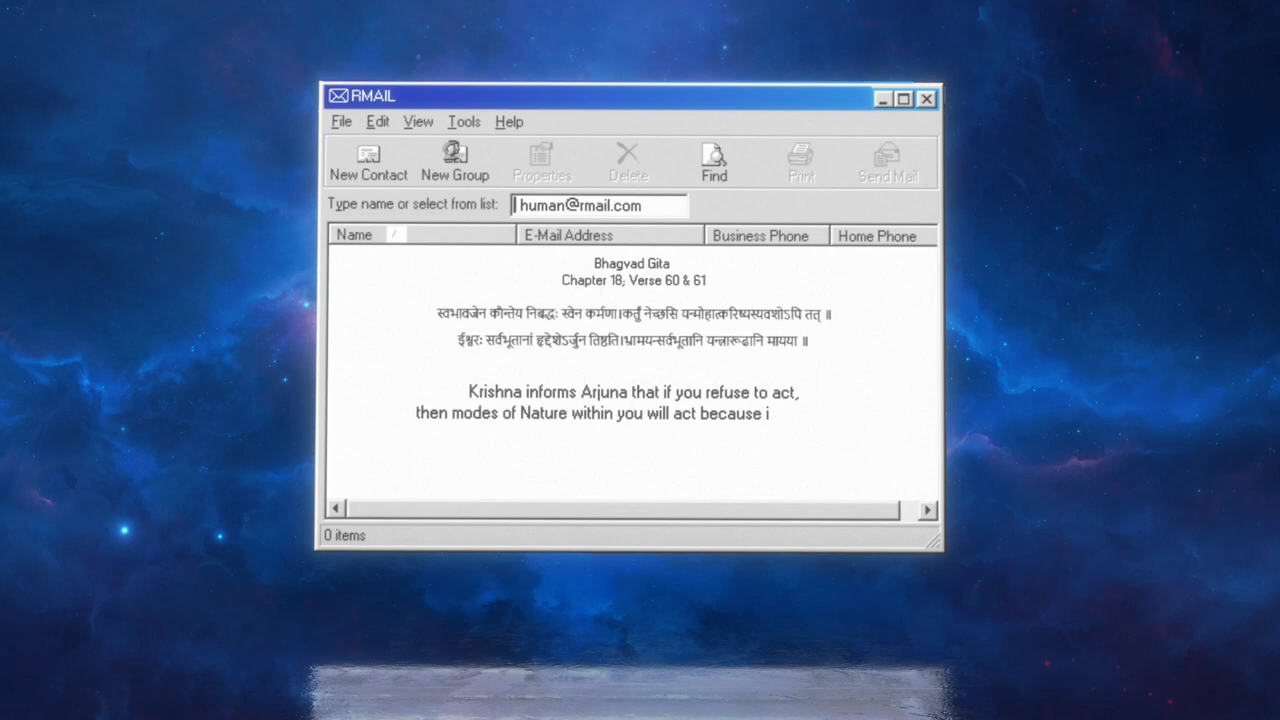 RMAIL
File Edit View Tools Help
New Contact New Group Properties Delete Find Print Send Mail
Type name or select from list: human@rmail.com
Name / E-Mail Address Business Phone Home Phone
Bhagvad Gita
Chapter 18; Verse 60 & 61
स्वभावजेन कौन्तेय निबद्धः स्वेन कर्मणा।कर्तुं नेच्छसि यन्मोहात्करिष्यस्यवशोऽपि तत् ॥
ईश्वरः सर्वभूतानां हृद्देशेऽर्जुन तिष्ठति।भ्रामयन्सर्वभूतानि यन्त्रारूढानि मायया ॥
Krishna informs Arjuna that if you refuse to act,
then modes of Nature within you will act because i
0 items